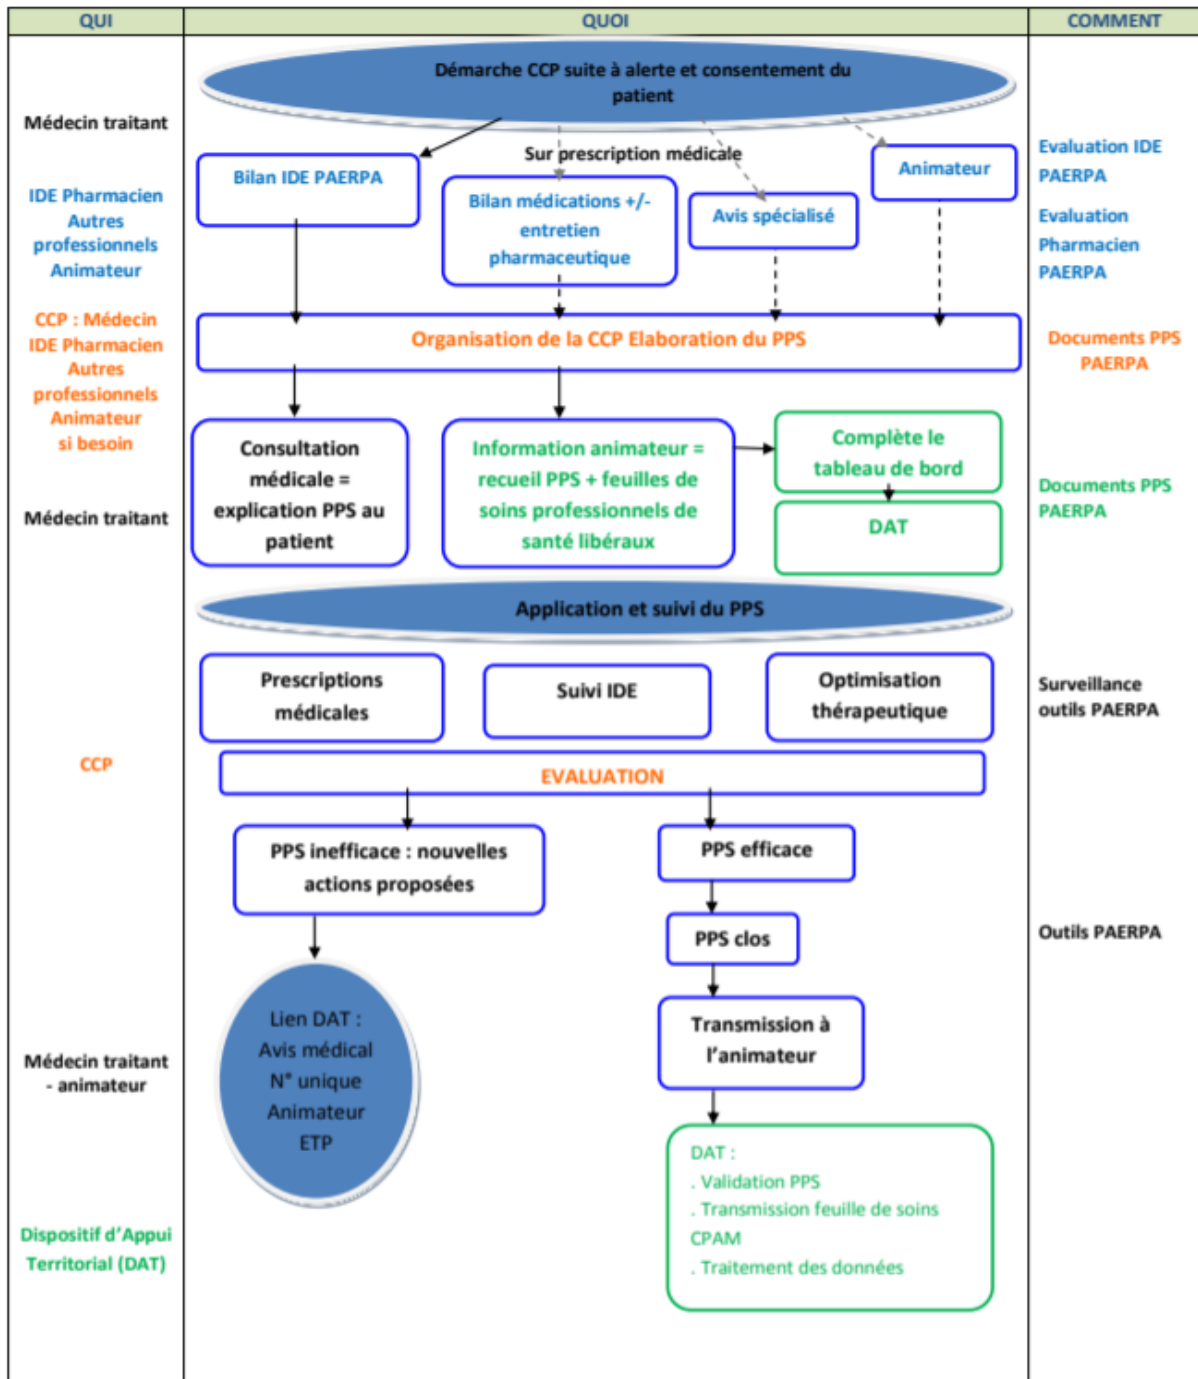 QUI
QUOI
COMMENT
Démarche CCP suite à alerte et consentement du
patient
Médecin traitant
Sur prescription médicale
Bilan IDE PAERPA
Bilan médications +/-
entretien
pharmaceutique
Avis spécialisé
Animateur
Evaluation IDE
PAERPA
Evaluation
Pharmacien
PAERPA
IDE Pharmacien
Autres
professionnels
Animateur
CCP : Médecin
IDE Pharmacien
Autres
professionnels
Animateur
si besoin
Organisation de la CCP Elaboration du PPS
Documents PPS
PAERPA
Consultation
médicale =
explication PPS au
patient
Information animateur =
recueil PPS + feuilles de
soins professionnels de
santé libéraux
Complète le
tableau de bord
DAT
Documents PPS
PAERPA
Médecin traitant
Application et suivi du PPS
Prescriptions
médicales
Suivi IDE
Optimisation
thérapeutique
Surveillance
outils PAERPA
CCP
EVALUATION
PPS inefficace : nouvelles
actions proposées
PPS efficace
PPS clos
Outils PAERPA
Transmission à
l'animateur
Lien DAT :
Avis médical
N° unique
Animateur
ETP
Médecin traitant
- animateur
DAT :
. Validation PPS
. Transmission feuille de soins
CPAM
. Traitement des données
Dispositif d'Appui
Territorial (DAT)